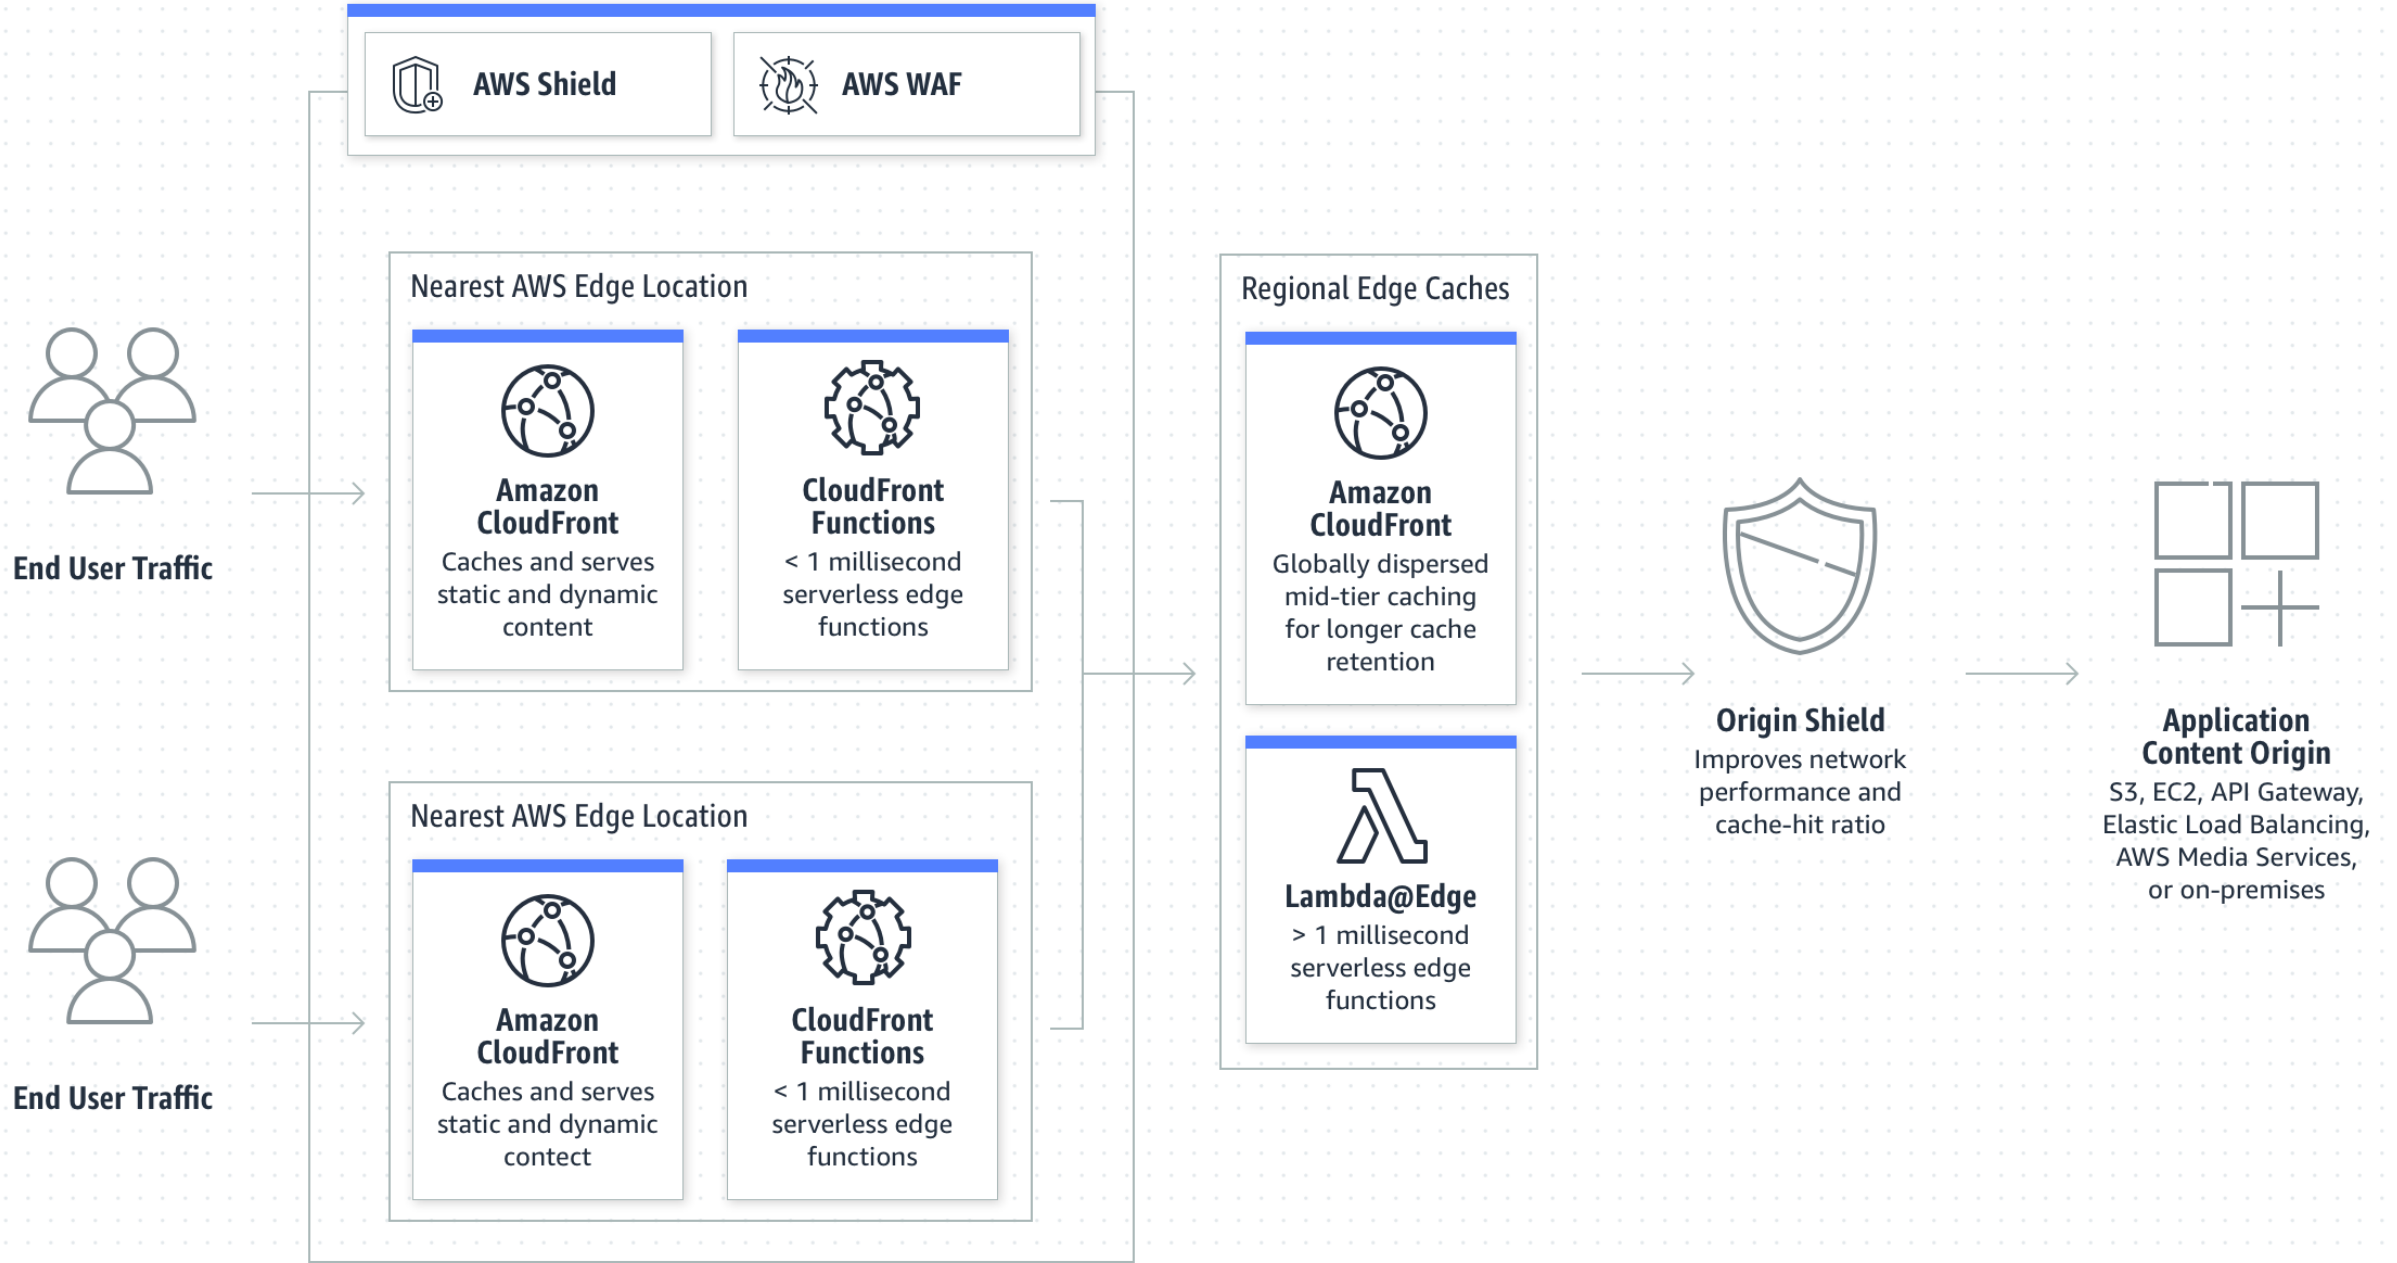 AWS Shield
AWS WAF
Nearest AWS Edge Location
Amazon
CloudFront
Caches and serves
static and dynamic
content
CloudFront
Functions
< 1 millisecond
serverless edge
functions
End User Traffic
Nearest AWS Edge Location
Amazon
CloudFront
Caches and serves
static and dynamic
contect
CloudFront
Functions
< 1 millisecond
serverless edge
functions
End User Traffic
Regional Edge Caches
Amazon
CloudFront
Globally dispersed
mid-tier caching
for longer cache
retention
Lambda@Edge
> 1 millisecond
serverless edge
functions
Origin Shield
Improves network
performance and
cache-hit ratio
Application
Content Origin
S3, EC2, API Gateway,
Elastic Load Balancing,
AWS Media Services,
or on-premises